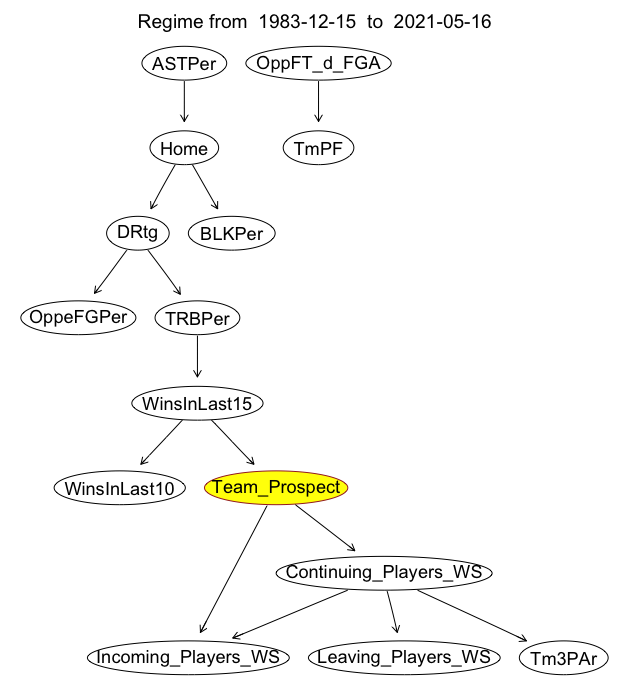 Regime from 1983-12-15 to 2021-05-16
ASTPer
OppFT_d_FGA
Home
TmPF
DRtg
BLKPer
OppeFGPer
TRBPer
WinsInLast15
WinsInLast10
Team_Prospect
Continuing_Players_WS
Incoming_Players_WS
Leaving_Players_WS
Tm3PAr